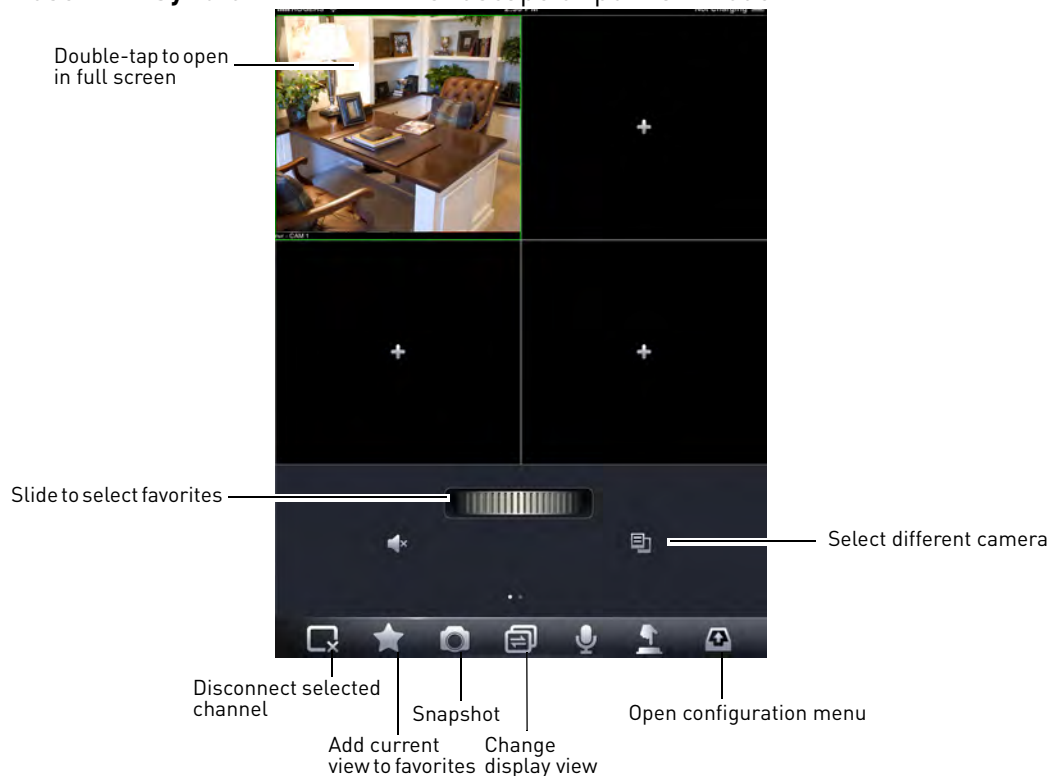 Double-tap to open
in full screen
CAM 1
Slide to select favorites
Select different camera
Disconnect selected
channel
Snapshot
Open configuration menu
Add current
view to favorites
Change
display view